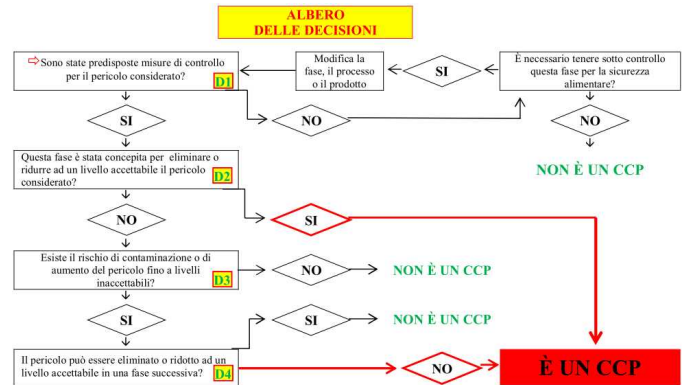 ALBERO
DELLE DECISIONI
Sono state predisposte misure di controllo
per il pericolo considerato?
D1
Modifica la
fase, il processo
o il prodotto
SI
È necessario tenere sotto controllo
questa fase per la sicurezza
alimentare?
SI
NO
NO
NON È UN CCP
Questa fase è stata concepita per eliminare o
ridurre ad un livello accettabile il pericolo
considerato?
D2
NO
SI
Esiste il rischio di contaminazione o di
aumento del pericolo fino a livelli
inaccettabili?
D3
NO
NON È UN CCP
SI
SI
NON È UN CCP
Il pericolo può essere eliminato o ridotto ad un
livello accettabile in una fase successiva?
D4
NO
È UN CCP